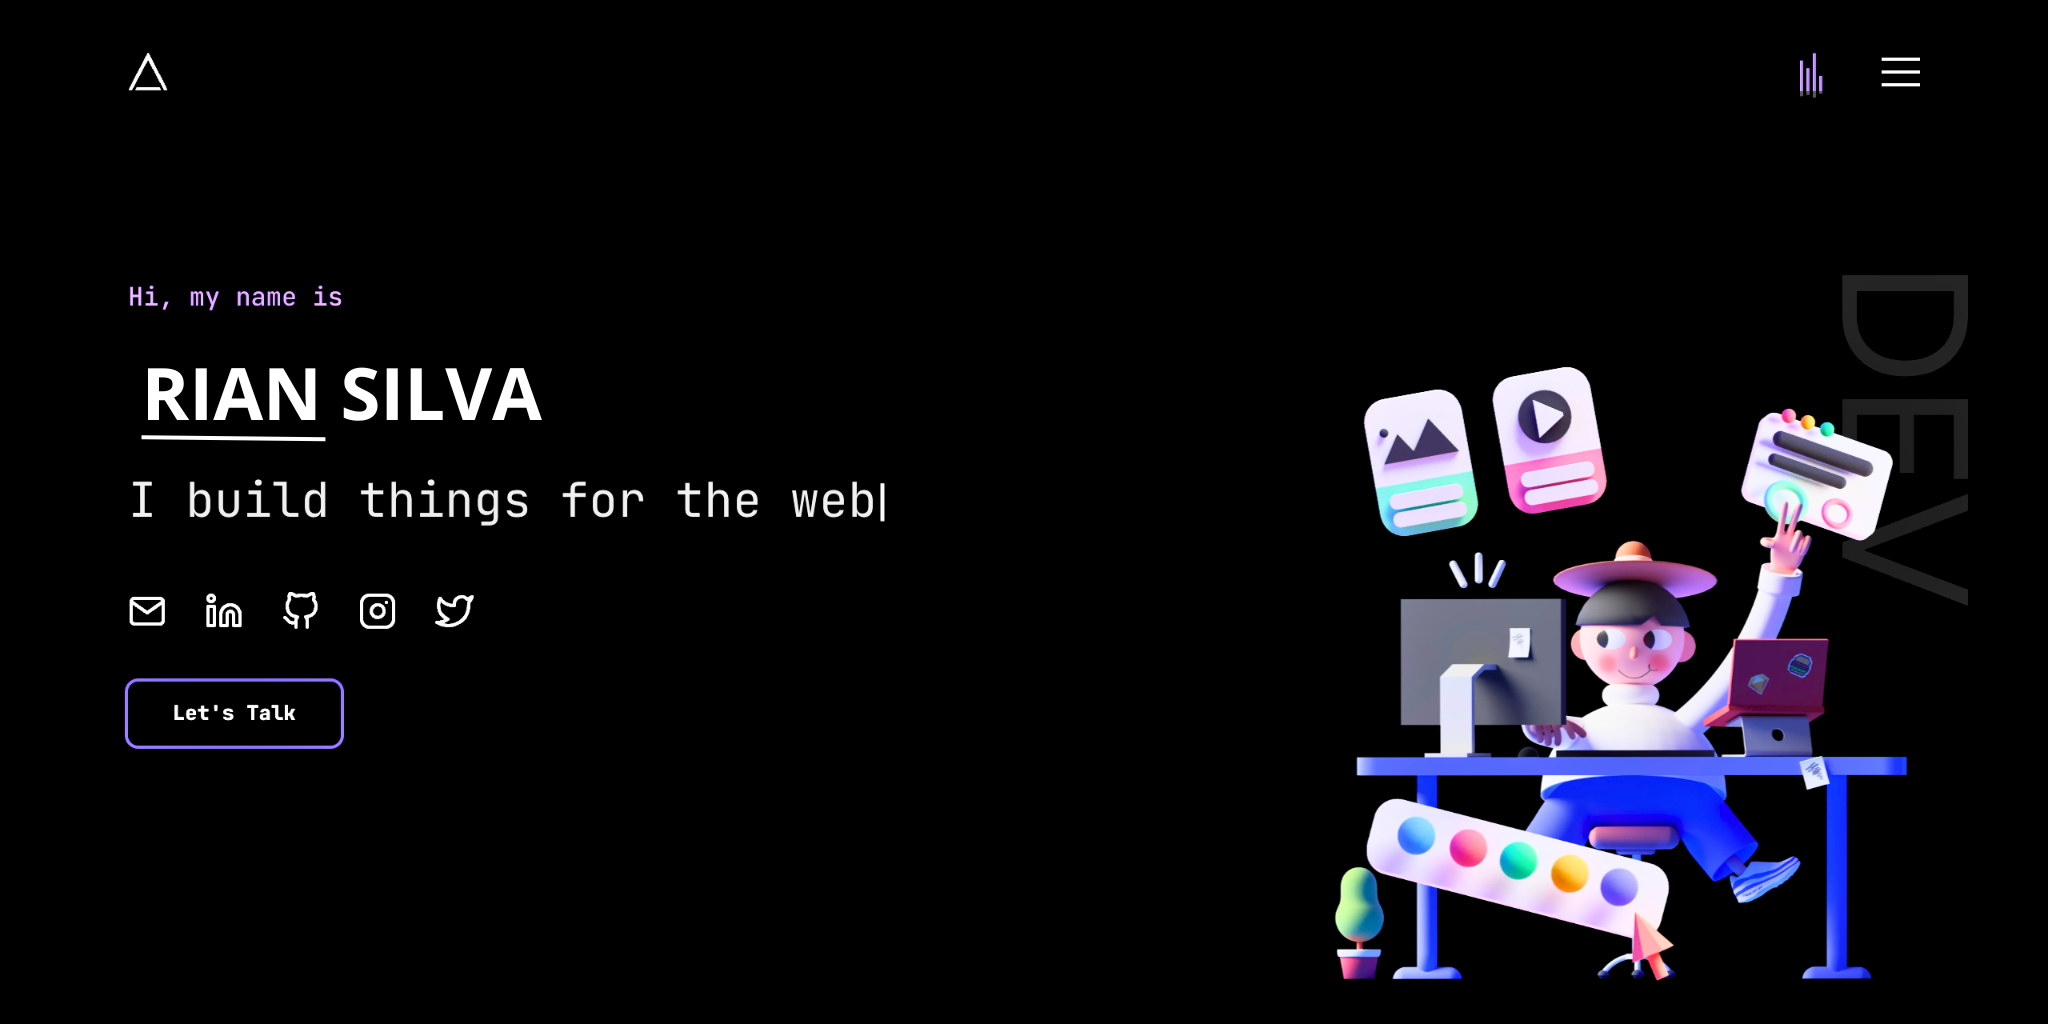 Hi, my name is
RIAN SILVA
I build things for the web|
Let's Talk
DEV